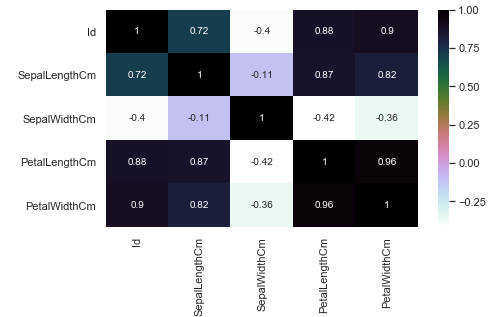 Id 1 0.72 -0.4 0.88 0.9
SepalLengthCm 0.72 1 -0.11 0.87 0.82
SepalWidthCm -0.4 -0.11 1 -0.42 -0.36
PetalLengthCm 0.88 0.87 -0.42 1 0.96
PetalWidthCm 0.9 0.82 -0.36 0.96 1
Id
SepalLengthCm
SepalWidthCm
PetalLengthCm
PetalWidthCm
1.00
0.75
0.50
0.25
0.00
−0.25